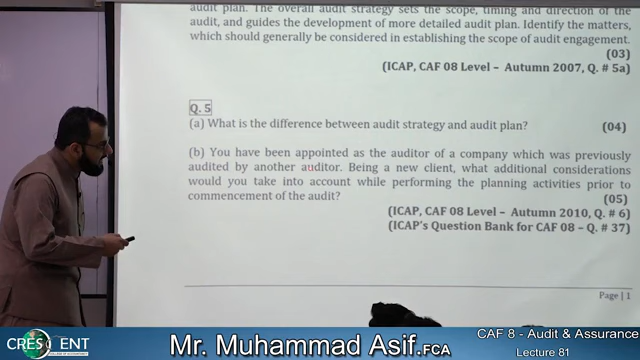 audit plan. The overall audit strategy sets the scope, timing and direction of the
audit, and guides the development of more detailed audit plan. Identify the matters,
which should generally be considered in establishing the scope of audit engagement.
(03)
(ICAP, CAF 08 Level – Autumn 2007, Q. # 5a)
Q. 5
(a) What is the difference between audit strategy and audit plan? (04)
(b) You have been appointed as the auditor of a company which was previously
audited by another auditor. Being a new client, what additional considerations
would you take into account while performing the planning activities prior to
commencement of the audit? (05)
(ICAP, CAF 08 Level – Autumn 2010, Q. # 6)
(ICAP's Question Bank for CAF 08 – Q. # 37)
Page | 1
CRESCENT
COLLEGE OF ACCOUNTANCY
Mr. Muhammad Asif.FCA
CAF 8 - Audit & Assurance
Lecture 81